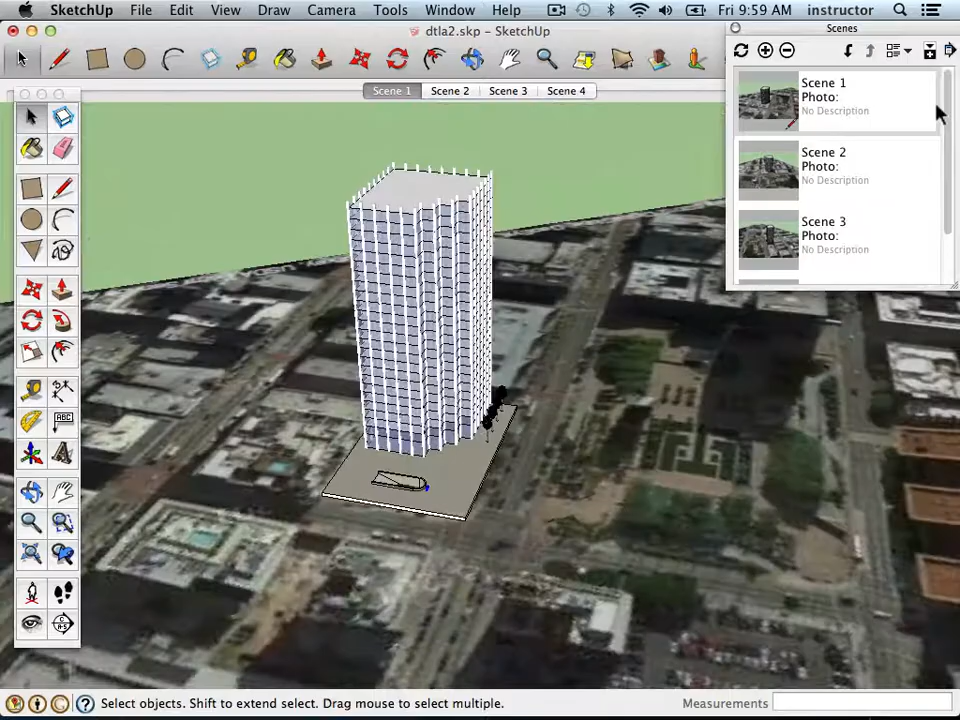 SketchUp File Edit View Draw Camera Tools Window Help Fri 9:59 AM instructor
dtla2.skp - SketchUp
Scenes
Scene 1 Scene 2 Scene 3 Scene 4
Scene 1
Photo:
No Description
Scene 2
Photo:
No Description
Scene 3
Photo:
No Description
ABC
Select objects. Shift to extend select. Drag mouse to select multiple.
Measurements